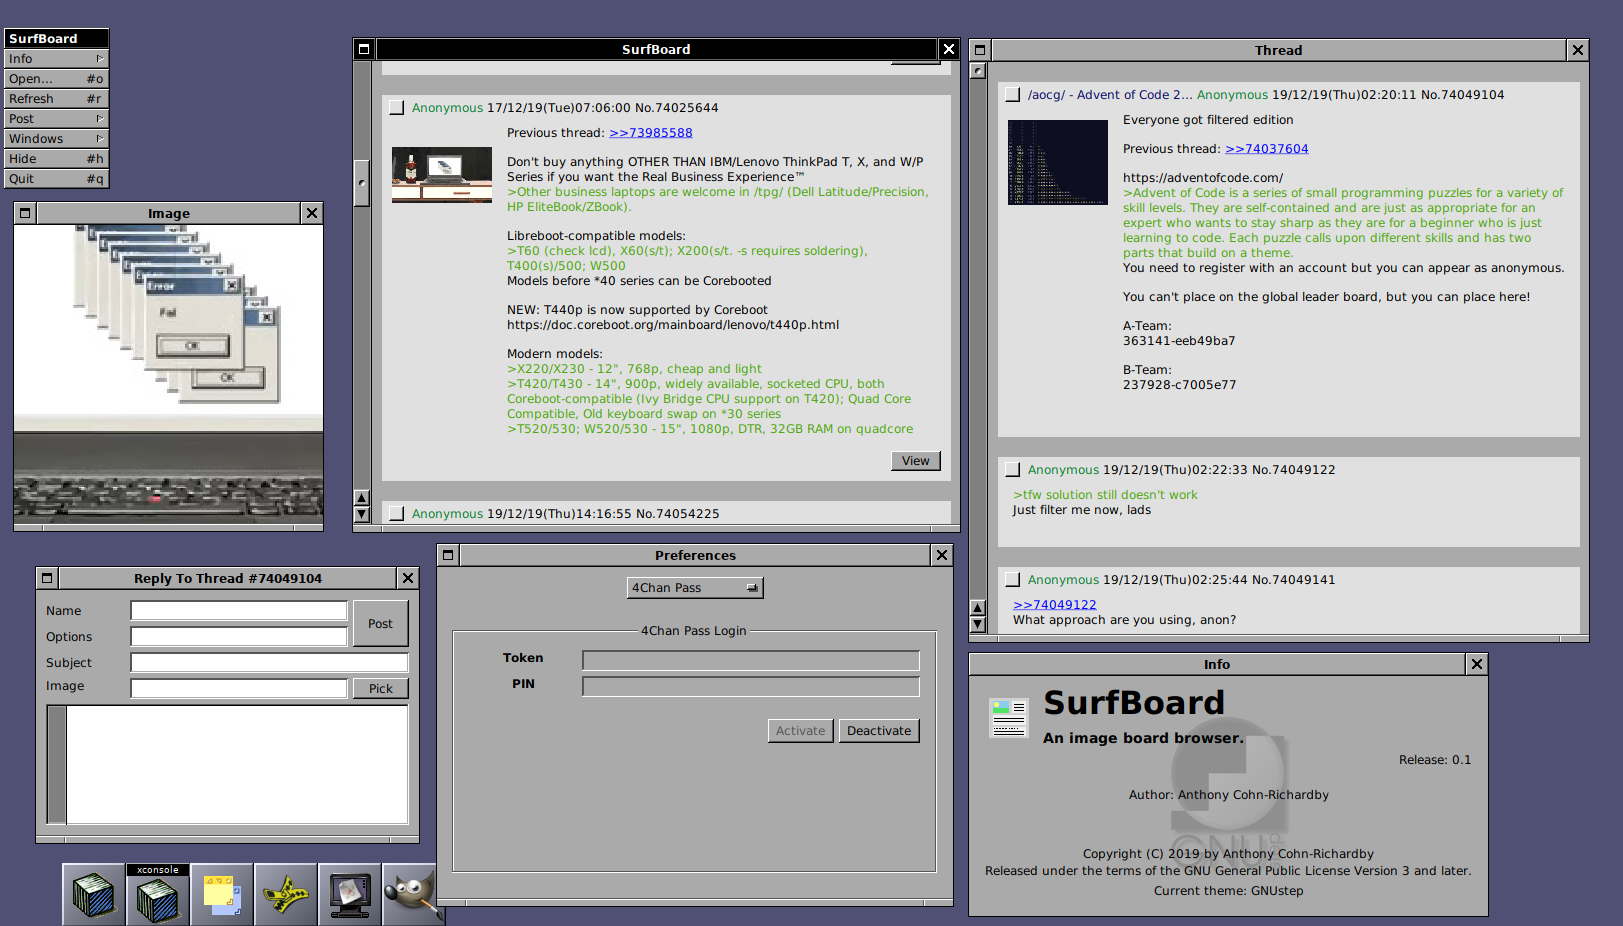 SurfBoard
Info
Open... #o
Refresh #r
Post
Windows
Hide #h
Quit #q
Image
Error
Fail
OK
OK
SurfBoard
Anonymous 17/12/19(Tue)07:06:00 No.74025644
Previous thread: >>73985588
Don't buy anything OTHER THAN IBM/Lenovo ThinkPad T, X, and W/P
Series if you want the Real Business Experience™
>Other business laptops are welcome in /tpg/ (Dell Latitude/Precision,
HP EliteBook/ZBook).
Libreboot-compatible models:
>T60 (check lcd), X60(s/t); X200(s/t. -s requires soldering),
T400(s)/500; W500
Models before *40 series can be Corebooted
NEW: T440p is now supported by Coreboot
https://doc.coreboot.org/mainboard/lenovo/t440p.html
Modern models:
>X220/X230 - 12", 768p, cheap and light
>T420/T430 - 14", 900p, widely available, socketed CPU, both
Coreboot-compatible (Ivy Bridge CPU support on T420); Quad Core
Compatible, Old keyboard swap on *30 series
>T520/530; W520/530 - 15", 1080p, DTR, 32GB RAM on quadcore
View
Anonymous 19/12/19(Thu)14:16:55 No.74054225
Thread
/aocg/ - Advent of Code 2... Anonymous 19/12/19(Thu)02:20:11 No.74049104
Everyone got filtered edition
Previous thread: >>74037604
https://adventofcode.com/
>Advent of Code is a series of small programming puzzles for a variety of
skill levels. They are self-contained and are just as appropriate for an
expert who wants to stay sharp as they are for a beginner who is just
learning to code. Each puzzle calls upon different skills and has two
parts that build on a theme.
You need to register with an account but you can appear as anonymous.
You can't place on the global leader board, but you can place here!
A-Team:
363141-eeb49ba7
B-Team:
237928-c7005e77
Anonymous 19/12/19(Thu)02:22:33 No.74049122
>tfw solution still doesn't work
Just filter me now, lads
Anonymous 19/12/19(Thu)02:25:44 No.74049141
>>74049122
What approach are you using, anon?
Reply To Thread #74049104
Name
Options
Post
Subject
Image
Pick
Preferences
4Chan Pass
4Chan Pass Login
Token
PIN
Activate Deactivate
Info
SurfBoard
An image board browser.
Release: 0.1
Author: Anthony Cohn-Richardby
Copyright (C) 2019 by Anthony Cohn-Richardby
Released under the terms of the GNU General Public License Version 3 and later.
Current theme: GNUstep
xconsole